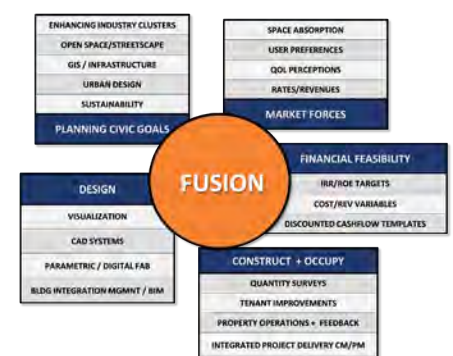 ENHANCING INDUSTRY CLUSTERS
OPEN SPACE/STREETSCAPE
GIS / INFRASTRUCTURE
URBAN DESIGN
SUSTAINABILITY
PLANNING CIVIC GOALS
SPACE ABSORPTION
USER PREFERENCES
QOL PERCEPTIONS
RATES/REVENUES
MARKET FORCES
FUSION
FINANCIAL FEASIBILITY
IRR/ROE TARGETS
COST/REV VARIABLES
DISCOUNTED CASHFLOW TEMPLATES
DESIGN
VISUALIZATION
CAD SYSTEMS
PARAMETRIC / DIGITAL FAB
BLDG INTEGRATION MGMNT / BIM
CONSTRUCT + OCCUPY
QUANTITY SURVEYS
TENANT IMPROVEMENTS
PROPERTY OPERATIONS + FEEDBACK
INTEGRATED PROJECT DELIVERY CM/PM